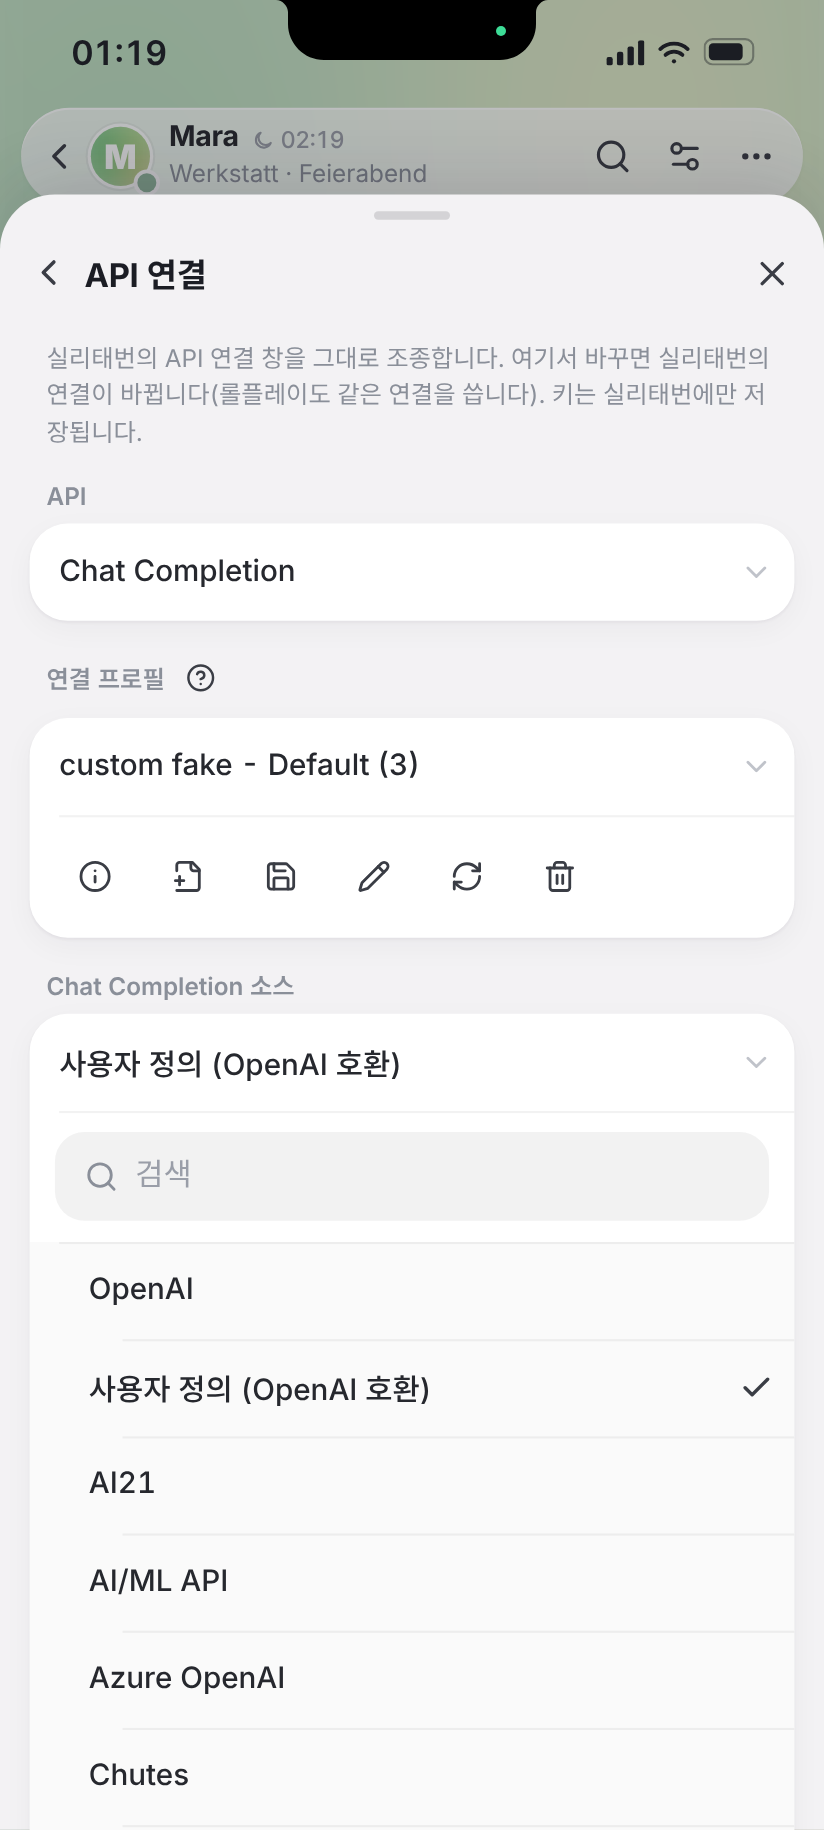 01:19
M
Mara 02:19
Werkstatt · Feierabend
API 연결
실리태번의 API 연결 창을 그대로 조종합니다. 여기서 바꾸면 실리태번의
연결이 바뀝니다(롤플레이도 같은 연결을 씁니다). 키는 실리태번에만 저
장됩니다.
API
Chat Completion
연결 프로필
custom fake - Default (3)
Chat Completion 소스
사용자 정의 (OpenAI 호환)
검색
OpenAI
사용자 정의 (OpenAI 호환)
AI21
AI/ML API
Azure OpenAI
Chutes